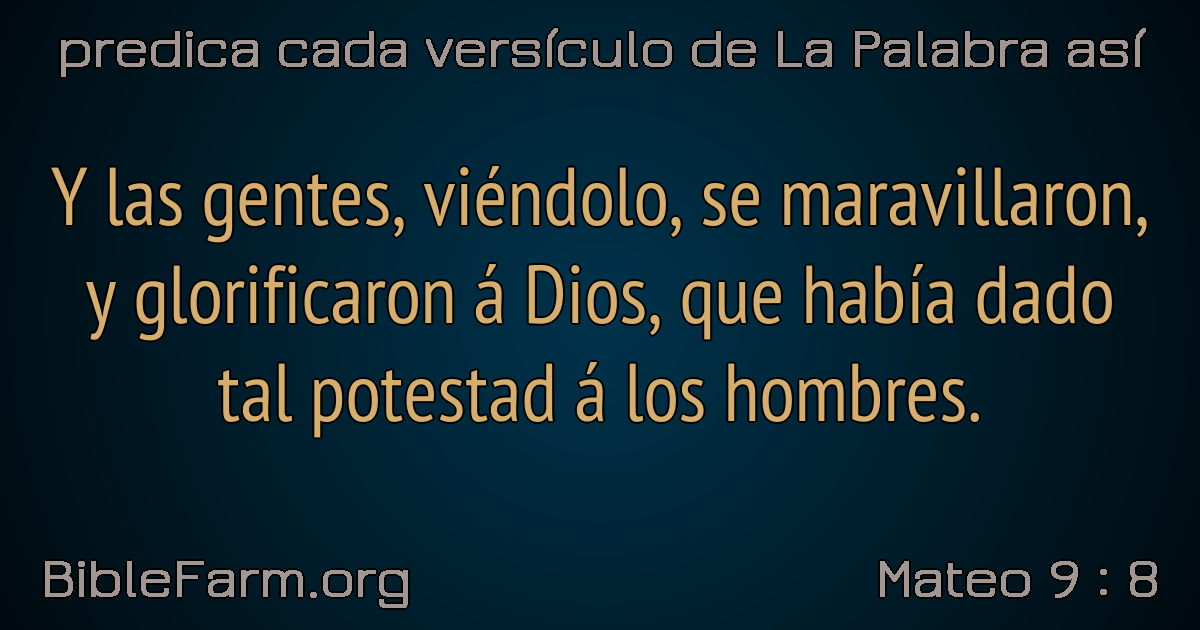 predica cada versículo de La Palabra así
Y las gentes, viéndolo, se maravillaron,
y glorificaron á Dios, que había dado
tal potestad á los hombres.
BibleFarm.org
Mateo 9 : 8